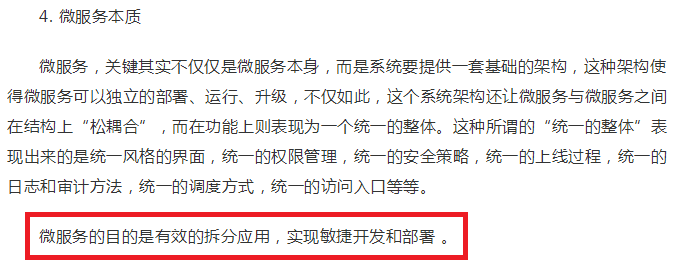 4. 微服务本质
微服务，关键其实不仅仅是微服务本身，而是系统要提供一套基础的架构，这种架构使
得微服务可以独立的部署、运行、升级，不仅如此，这个系统架构还让微服务与微服务之间
在结构上“松耦合”，而在功能上则表现为一个统一的整体。这种所谓的“统一的整体”表
现出来的是统一风格的界面，统一的权限管理，统一的安全策略，统一的上线过程，统一的
日志和审计方法，统一的调度方式，统一的访问入口等等。
微服务的目的是有效的拆分应用，实现敏捷开发和部署 。